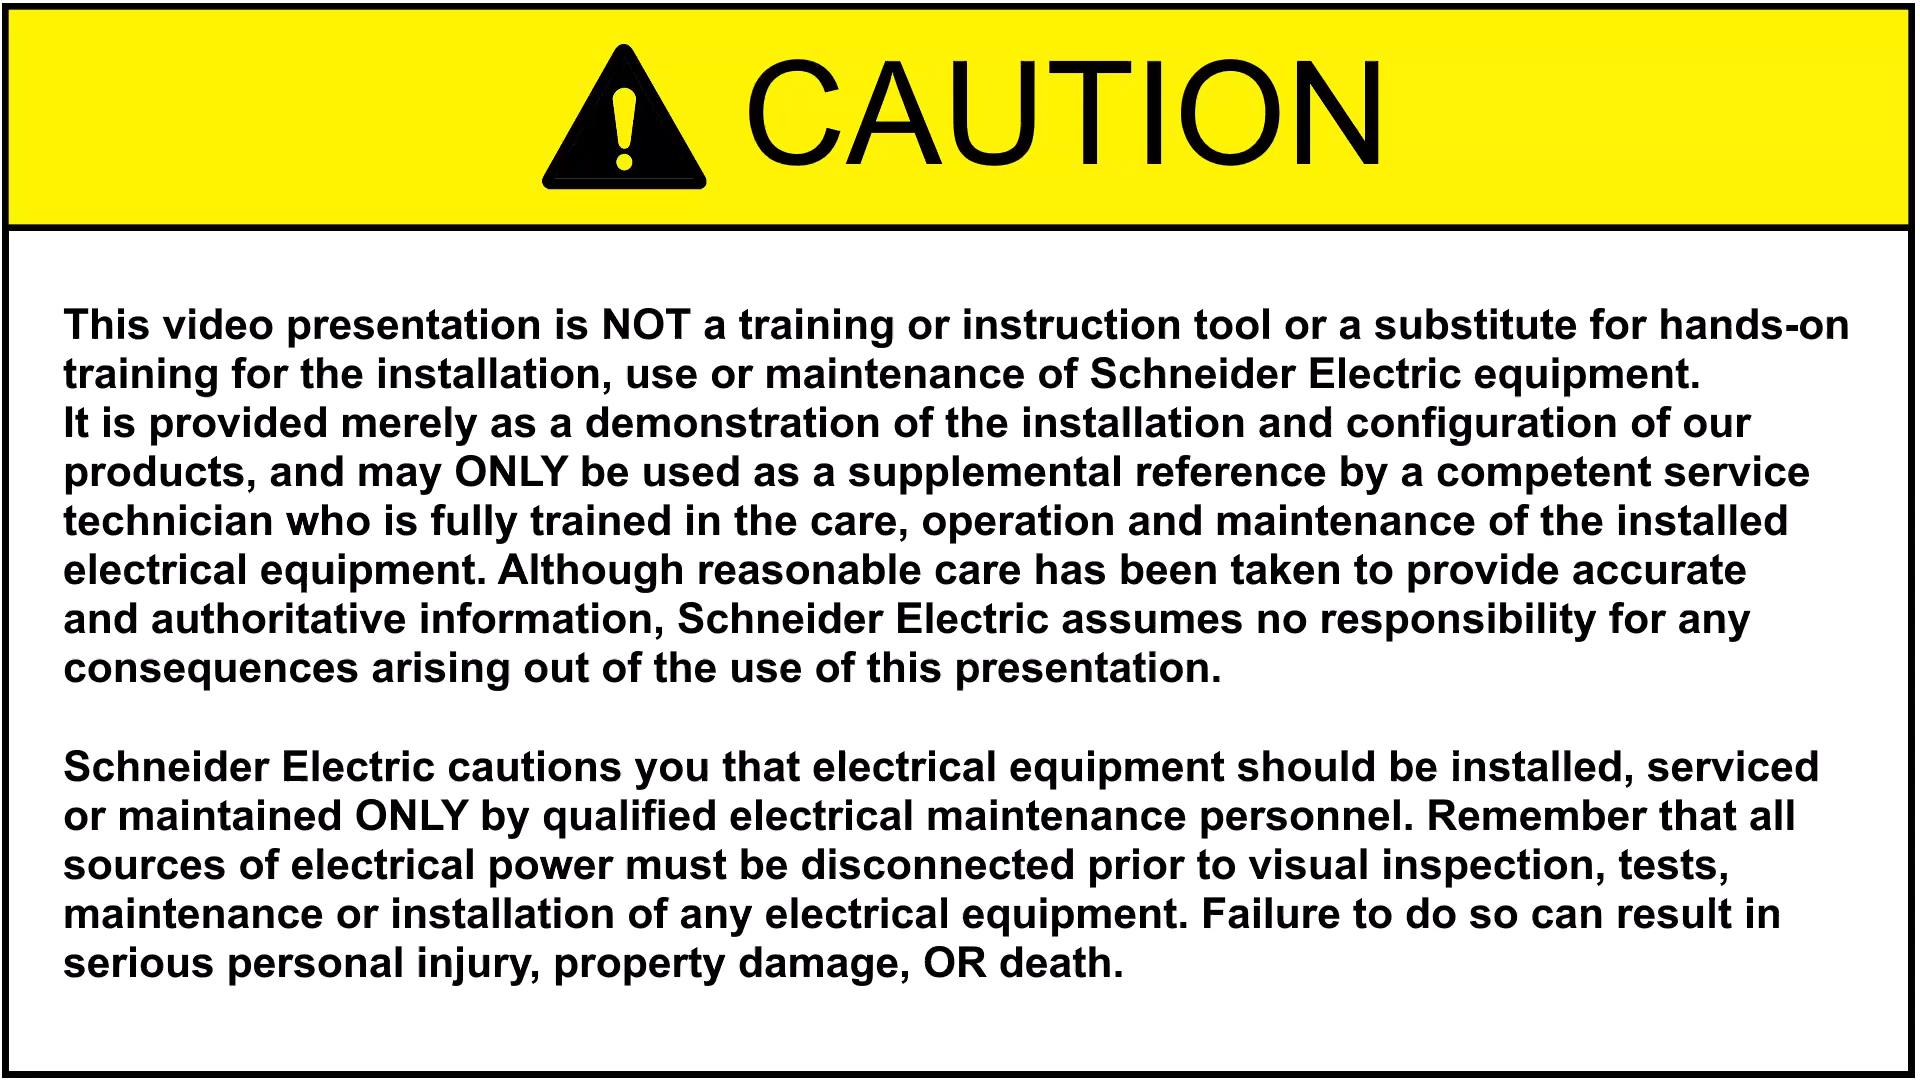 CAUTION
This video presentation is NOT a training or instruction tool or a substitute for hands-on
training for the installation, use or maintenance of Schneider Electric equipment.
It is provided merely as a demonstration of the installation and configuration of our
products, and may ONLY be used as a supplemental reference by a competent service
technician who is fully trained in the care, operation and maintenance of the installed
electrical equipment. Although reasonable care has been taken to provide accurate
and authoritative information, Schneider Electric assumes no responsibility for any
consequences arising out of the use of this presentation.
Schneider Electric cautions you that electrical equipment should be installed, serviced
or maintained ONLY by qualified electrical maintenance personnel. Remember that all
sources of electrical power must be disconnected prior to visual inspection, tests,
maintenance or installation of any electrical equipment. Failure to do so can result in
serious personal injury, property damage, OR death.